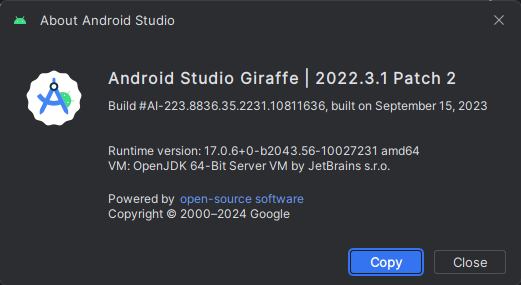 About Android Studio
Android Studio Giraffe | 2022.3.1 Patch 2
Build #AI-223.8836.35.2231.10811636, built on September 15, 2023
Runtime version: 17.0.6+0-b2043.56-10027231 amd64
VM: OpenJDK 64-Bit Server VM by JetBrains s.r.o.
Powered by open-source software
Copyright © 2000–2024 Google
Copy Close